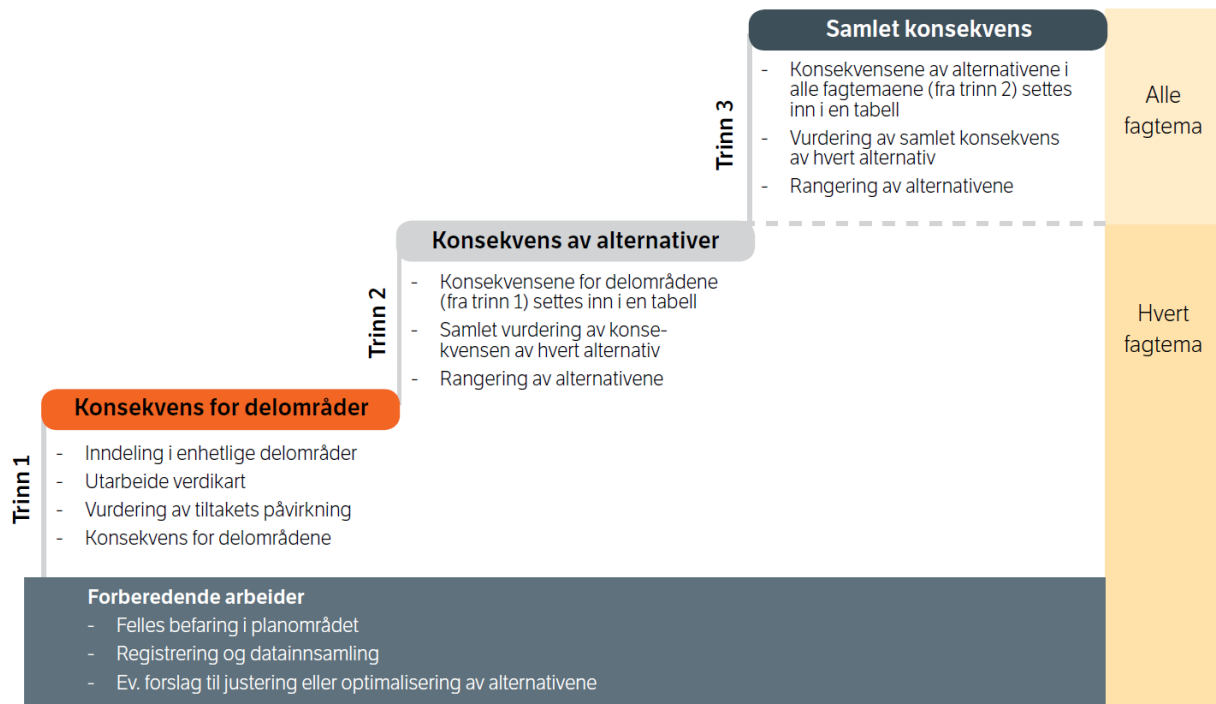 Samlet konsekvens
- Konsekvensene av alternativene i
alle fagtemaene (fra trinn 2) settes
inn i en tabell
- Vurdering av samlet konsekvens
av hvert alternativ
- Rangering av alternativene
Trinn 3
Alle
fagtema
Konsekvens av alternativer
- Konsekvensene for delområdene
(fra trinn 1) settes inn i en tabell
- Samlet vurdering av konse-
kvensen av hvert alternativ
- Rangering av alternativene
Trinn 2
Hvert
fagtema
Konsekvens for delområder
- Inndeling i enhetlige delområder
- Utarbeide verdikart
- Vurdering av tiltakets påvirkning
- Konsekvens for delområdene
Trinn 1
Forberedende arbeider
- Felles befaring i planområdet
- Registrering og datainnsamling
- Ev. forslag til justering eller optimalisering av alternativene